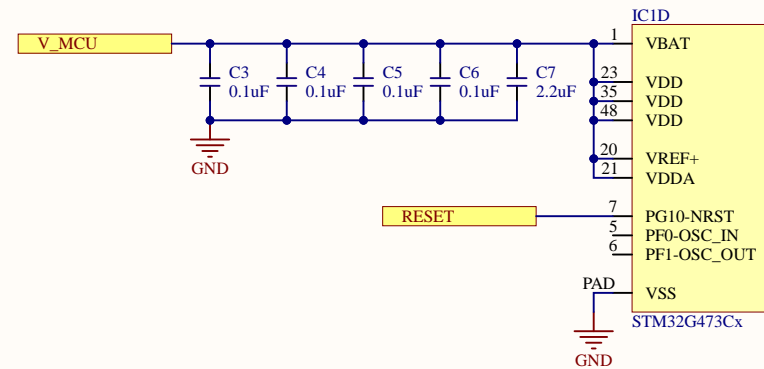 IC1D
V_MCU
1 VBAT
C3 C4 C5 C6 C7
0.1uF 0.1uF 0.1uF 0.1uF 2.2uF
23 VDD
35 VDD
48 VDD
20 VREF+
21 VDDA
GND
RESET
7 PG10-NRST
5 PF0-OSC_IN
6 PF1-OSC_OUT
PAD VSS
STM32G473Cx
GND